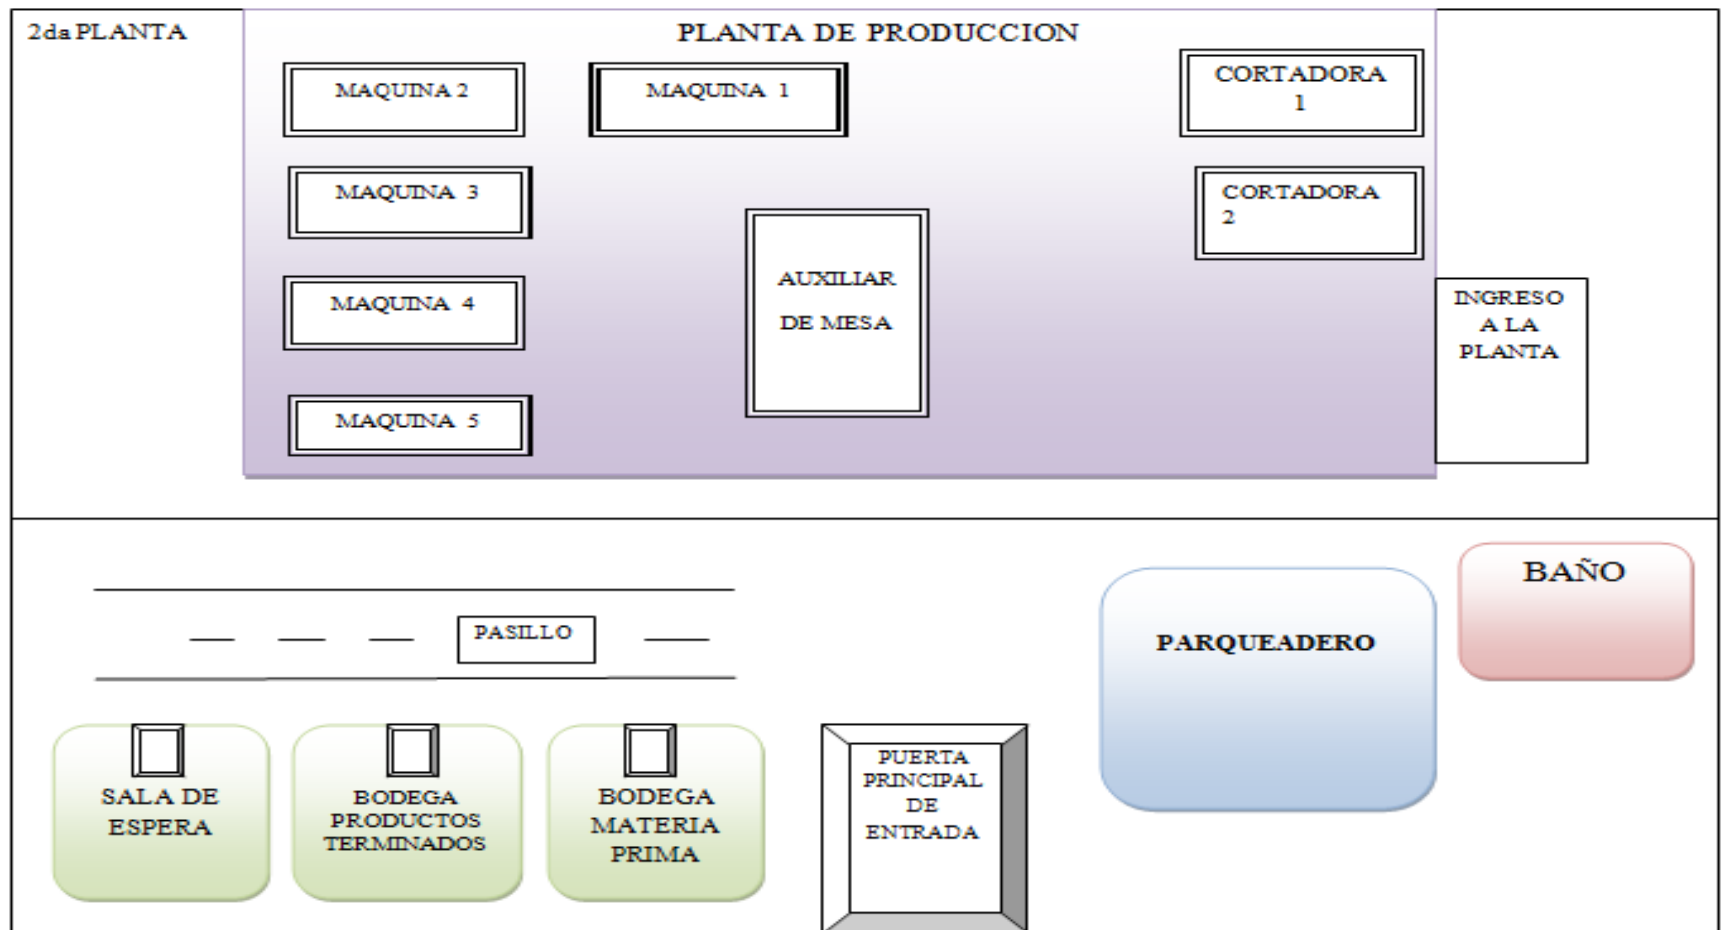 2da PLANTA
PLANTA DE PRODUCCION
MAQUINA 2
MAQUINA 1
CORTADORA
1
MAQUINA 3
CORTADORA
2
AUXILIAR
DE MESA
MAQUINA 4
INGRESO
A LA
PLANTA
MAQUINA 5
BAÑO
PASILLO
PARQUEADERO
SALA DE
ESPERA
BODEGA
PRODUCTOS
TERMINADOS
BODEGA
MATERIA
PRIMA
PUERTA
PRINCIPAL
DE
ENTRADA